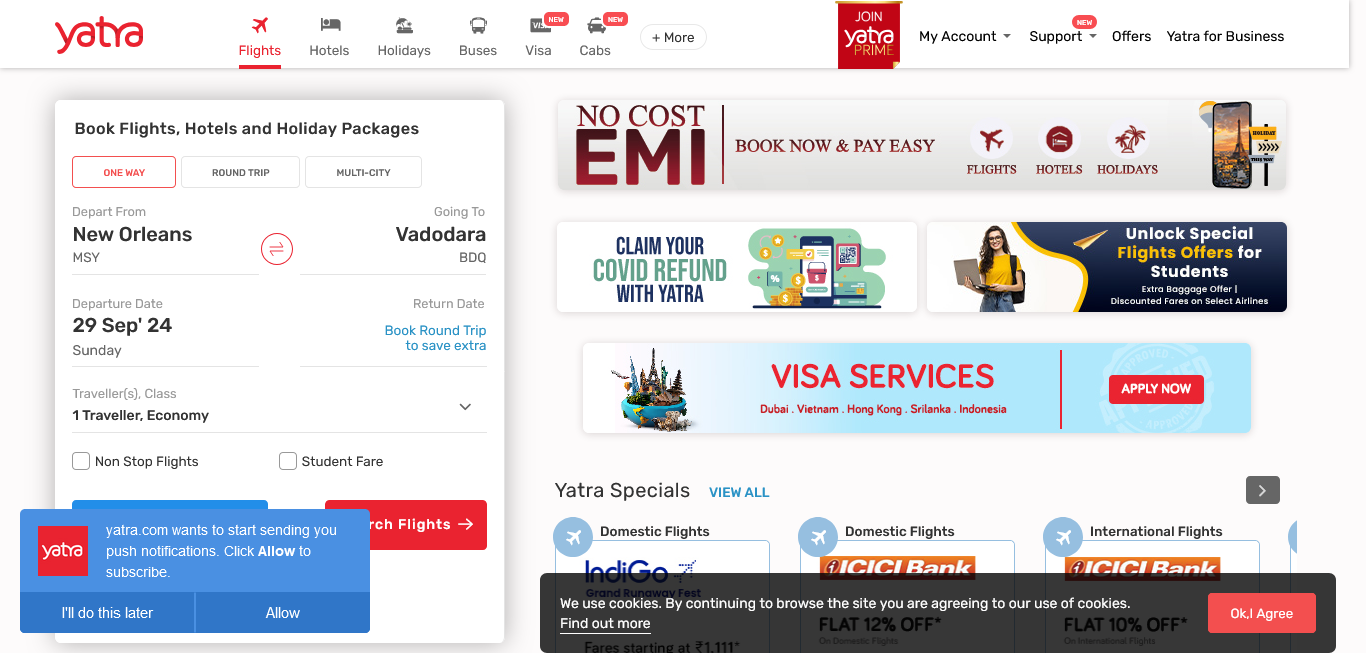 yatra
Flights
Hotels
Holidays
Buses
VISA
NEW
Visa
NEW
Cabs
+ More
JOIN
yatra
PRIME
My Account
NEW
Support
Offers
Yatra for Business
Book Flights, Hotels and Holiday Packages
ONE WAY
ROUND TRIP
MULTI-CITY
Depart From
New Orleans
MSY
Going To
Vadodara
BDQ
Departure Date
29 Sep' 24
Sunday
Return Date
Book Round Trip
to save extra
Traveller(s), Class
1 Traveller, Economy
Non Stop Flights
Student Fare
rch Flights
yatra
yatra.com wants to start sending you
push notifications. Click Allow to
subscribe.
I'll do this later
Allow
NO COST
EMI
BOOK NOW & PAY EASY
FLIGHTS
HOTELS
HOLIDAYS
HOLIDAY
THIS WAY
CLAIM YOUR
COVID REFUND
WITH YATRA
Unlock Special
Flights Offers for
Students
Extra Baggage Offer |
Discounted Fares on Select Airlines
VISA SERVICES
Dubai . Vietnam . Hong Kong . Srilanka . Indonesia
APPROVED
APPLY NOW
Yatra Specials
VIEW ALL
Domestic Flights
IndiGo
Grand Runaway Fest
Fares starting at ₹1,111*
Domestic Flights
ICICI Bank
FLAT 12% OFF*
On Domestic Flights
International Flights
ICICI Bank
FLAT 10% OFF*
On International Flights
We use cookies. By continuing to browse the site you are agreeing to our use of cookies.
Find out more
Ok,I Agree